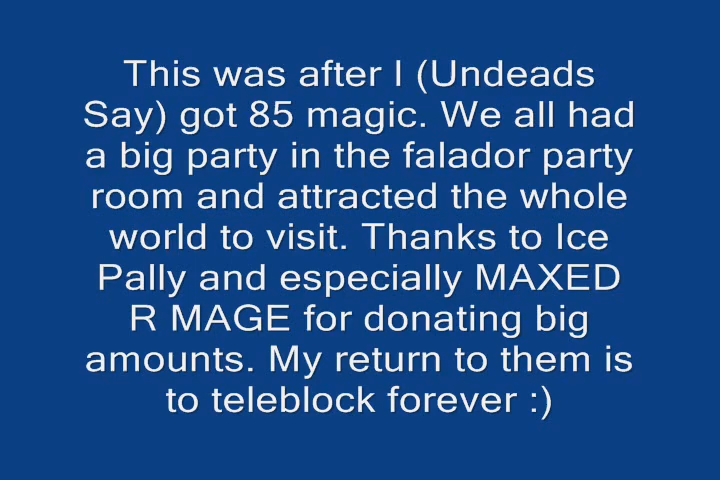 This was after I (Undeads
Say) got 85 magic. We all had
a big party in the falador party
room and attracted the whole
world to visit. Thanks to Ice
Pally and especially MAXED
R MAGE for donating big
amounts. My return to them is
to teleblock forever :)